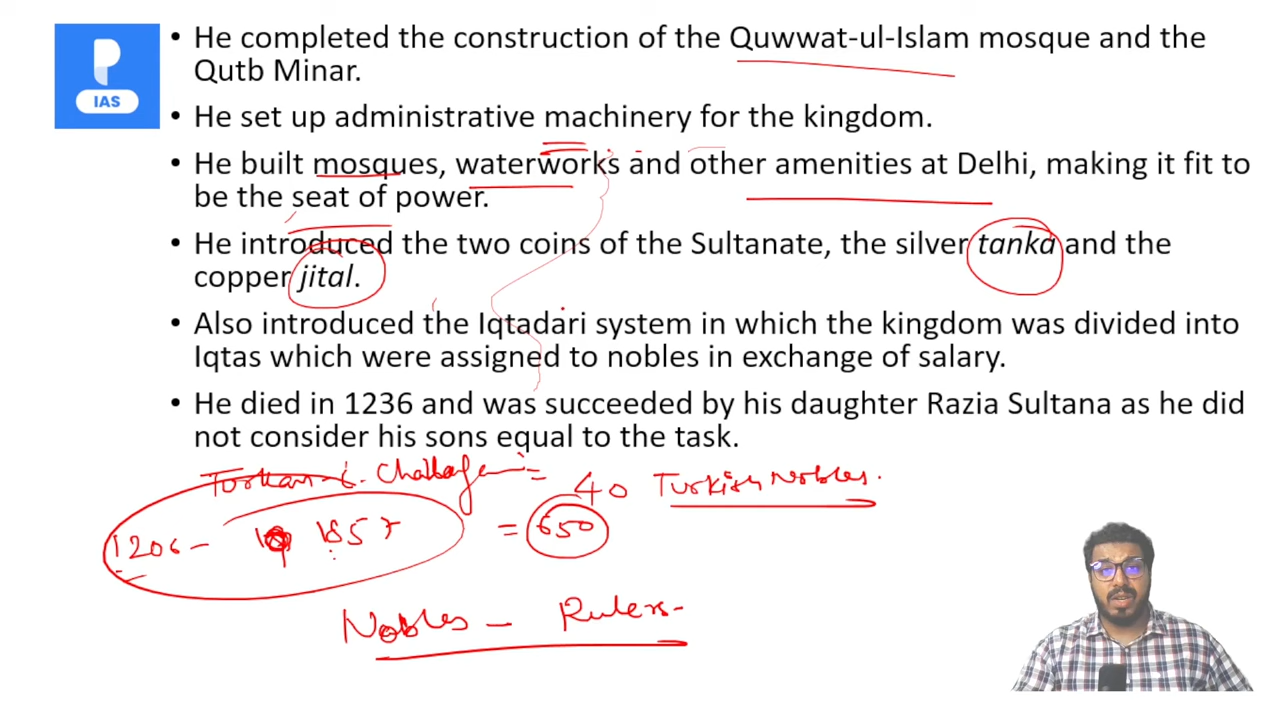 IAS
• He completed the construction of the Quwwat-ul-Islam mosque and the
Qutb Minar.
• He set up administrative machinery for the kingdom.
• He built mosques, waterworks and other amenities at Delhi, making it fit to
be the seat of power.
• He introduced the two coins of the Sultanate, the silver tanka and the
copper jital.
• Also introduced the Iqtadari system in which the kingdom was divided into
Iqtas which were assigned to nobles in exchange of salary.
• He died in 1236 and was succeeded by his daughter Razia Sultana as he did
not consider his sons equal to the task.
= 40 Turkish Nobles.
1206 - 1857 = 650
Nobles - Rulers.